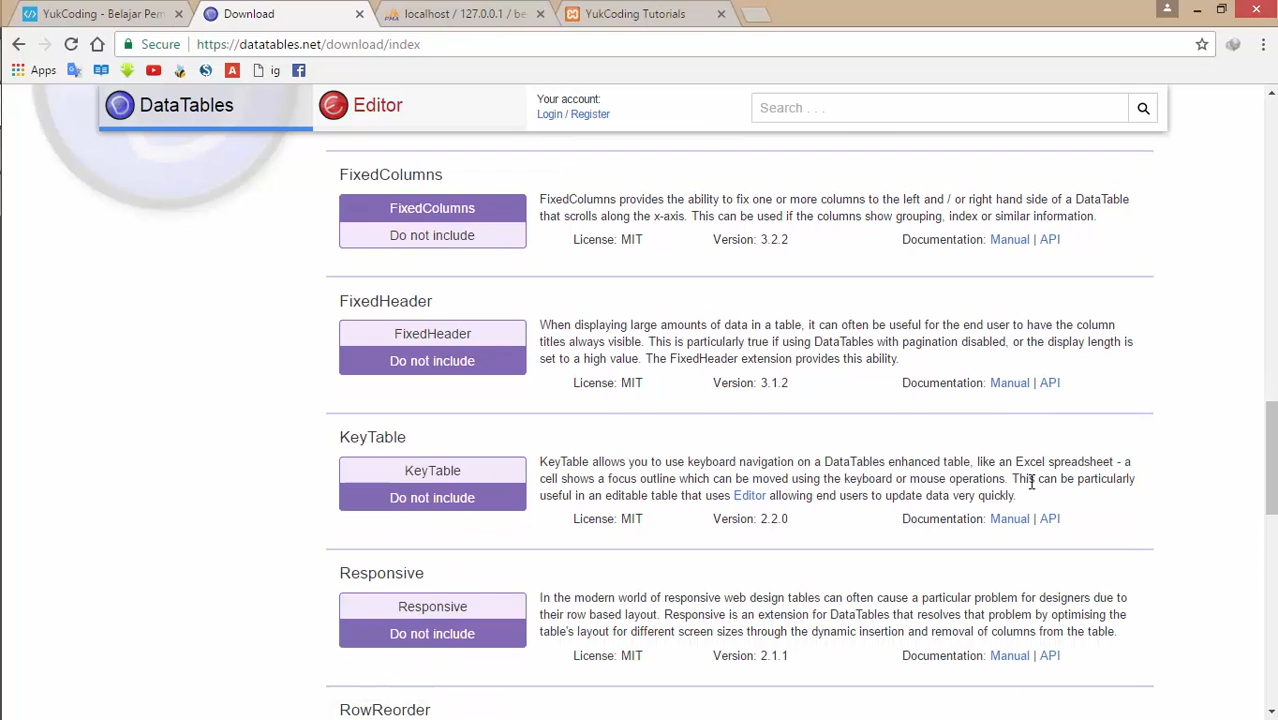 YukCoding - Belajar Pem
Download
localhost / 127.0.0.1 / be
YukCoding Tutorials
Secure
https://datatables.net/download/index
Apps
ig
DataTables
Editor
Your account:
Login / Register
Search . . .
FixedColumns
FixedColumns
Do not include
FixedColumns provides the ability to fix one or more columns to the left and / or right hand side of a DataTable
that scrolls along the x-axis. This can be used if the columns show grouping, index or similar information.
License: MIT Version: 3.2.2 Documentation: Manual | API
FixedHeader
FixedHeader
Do not include
When displaying large amounts of data in a table, it can often be useful for the end user to have the column
titles always visible. This is particularly true if using DataTables with pagination disabled, or the display length is
set to a high value. The FixedHeader extension provides this ability.
License: MIT Version: 3.1.2 Documentation: Manual | API
KeyTable
KeyTable
Do not include
KeyTable allows you to use keyboard navigation on a DataTables enhanced table, like an Excel spreadsheet - a
cell shows a focus outline which can be moved using the keyboard or mouse operations. This can be particularly
useful in an editable table that uses Editor allowing end users to update data very quickly.
License: MIT Version: 2.2.0 Documentation: Manual | API
Responsive
Responsive
Do not include
In the modern world of responsive web design tables can often cause a particular problem for designers due to
their row based layout. Responsive is an extension for DataTables that resolves that problem by optimising the
table's layout for different screen sizes through the dynamic insertion and removal of columns from the table.
License: MIT Version: 2.1.1 Documentation: Manual | API
RowReorder